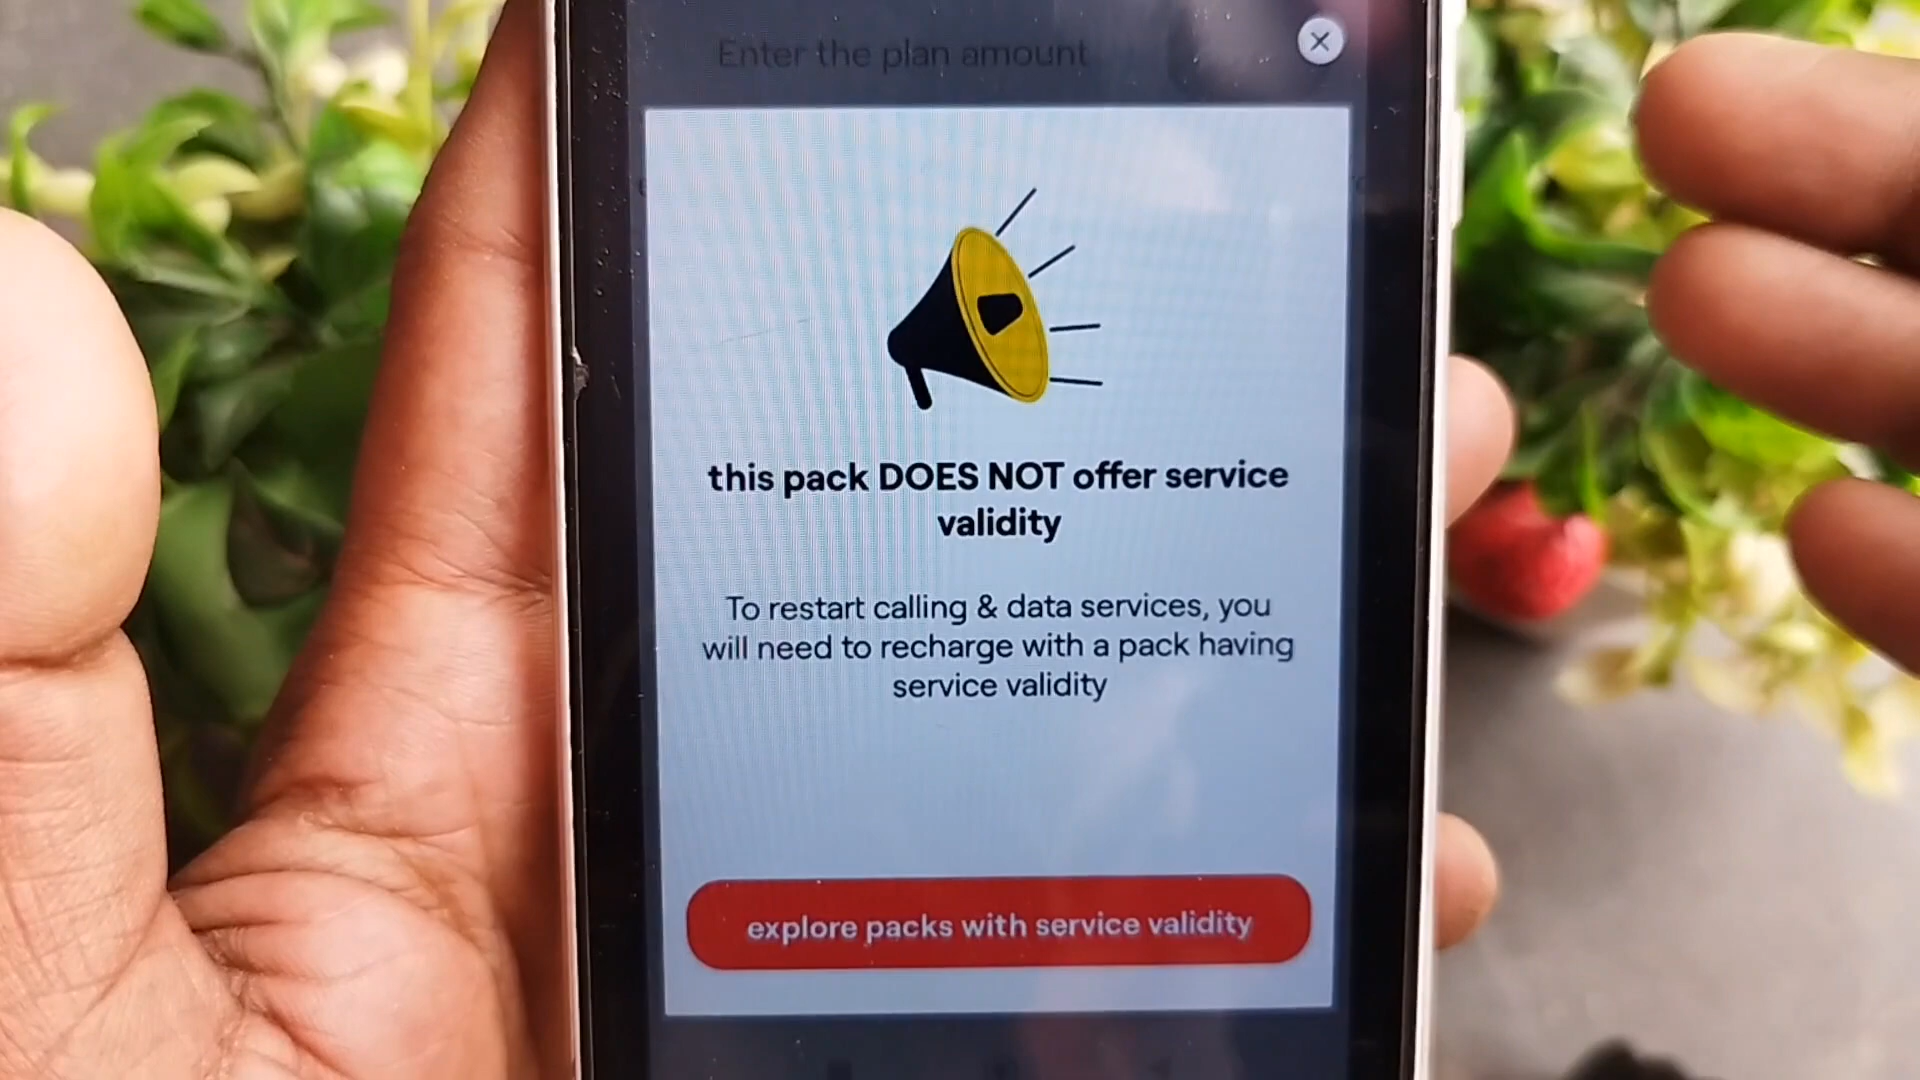 Enter the plan amount
this pack DOES NOT offer service
validity
To restart calling & data services, you
will need to recharge with a pack having
service validity
explore packs with service validity